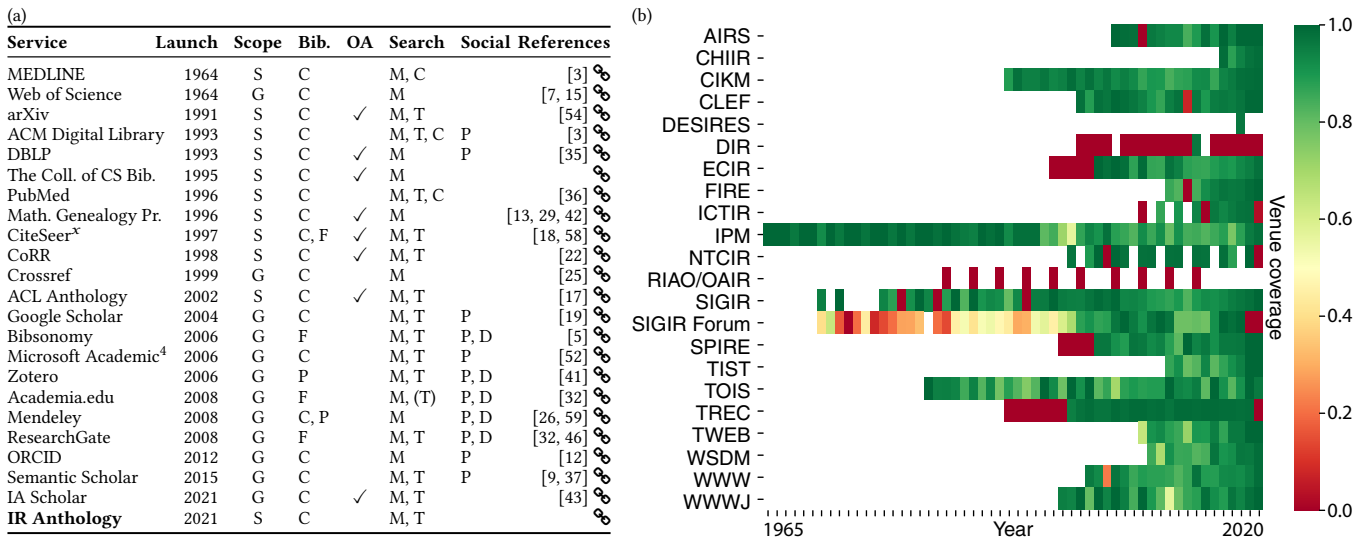 (a)
Service Launch Scope Bib. OA Search Social References
MEDLINE 1964 S C M, C [3]
Web of Science 1964 G C M [7, 15]
arXiv 1991 S C ✓ M, T [54]
ACM Digital Library 1993 S C M, T, C P [3]
DBLP 1993 S C ✓ M P [35]
The Coll. of CS Bib. 1995 S C ✓ M
PubMed 1996 S C M, T, C [36]
Math. Genealogy Pr. 1996 S C ✓ M [13, 29, 42]
CiteSeerˣ 1997 S C, F ✓ M, T [18, 58]
CoRR 1998 S C ✓ M, T [22]
Crossref 1999 G C M [25]
ACL Anthology 2002 S C ✓ M, T [17]
Google Scholar 2004 G C M, T P [19]
Bibsonomy 2006 G F M, T P, D [5]
Microsoft Academic⁴ 2006 G C M, T P [52]
Zotero 2006 G P M, T P, D [41]
Academia.edu 2008 G F M, (T) P, D [32]
Mendeley 2008 G C, P M P, D [26, 59]
ResearchGate 2008 G F M, T P, D [32, 46]
ORCID 2012 G C M P [12]
Semantic Scholar 2015 G C M, T P [9, 37]
IA Scholar 2021 G C ✓ M, T [43]
IR Anthology 2021 S C M, T
(b)
AIRS
CHIIR
CIKM
CLEF
DESIRES
DIR
ECIR
FIRE
ICTIR
IPM
NTCIR
RIAO/OAIR
SIGIR
SIGIR Forum
SPIRE
TIST
TOIS
TREC
TWEB
WSDM
WWW
WWWJ
1965 Year 2020
1.0
0.8
0.6
0.4
0.2
0.0
Venue coverage